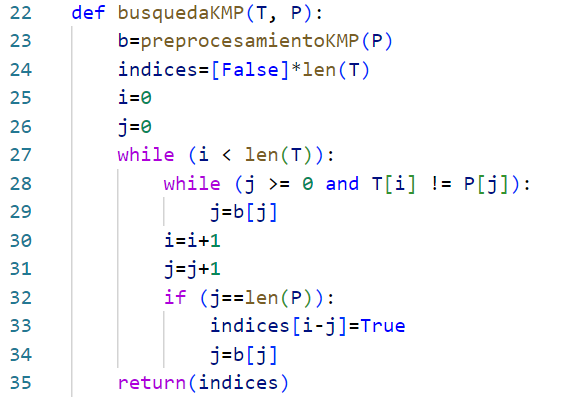 22 def busquedaKMP(T, P):
23     b=preprocesamientoKMP(P)
24     indices=[False]*len(T)
25     i=0
26     j=0
27     while (i < len(T)):
28         while (j >= 0 and T[i] != P[j]):
29             j=b[j]
30         i=i+1
31         j=j+1
32         if (j==len(P)):
33             indices[i-j]=True
34             j=b[j]
35     return(indices)